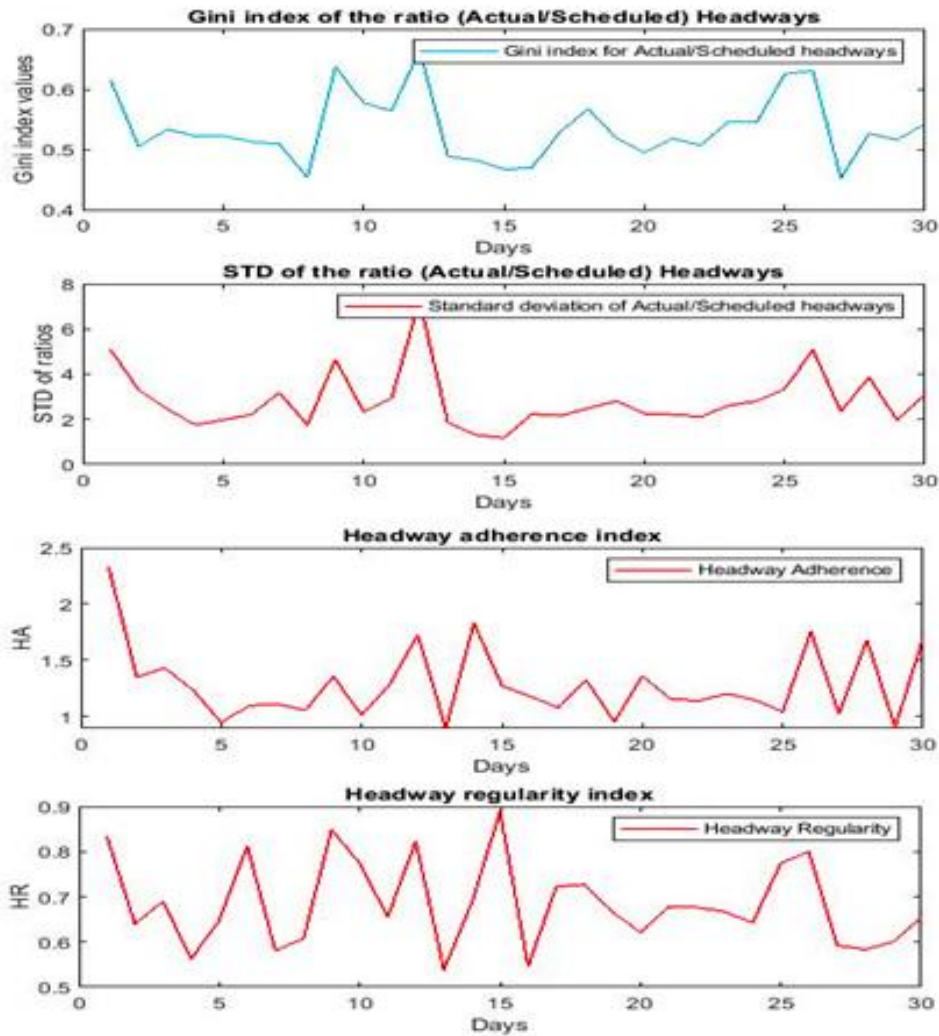 Gini index of the ratio (Actual/Scheduled) Headways
Gini index for Actual/Scheduled headways
Gini index values
0.7
0.6
0.5
0.4
0 5 10 15 20 25 30
Days
STD of the ratio (Actual/Scheduled) Headways
Standard deviation of Actual/Scheduled headways
STD of ratios
8
6
4
2
0
0 5 10 15 20 25 30
Days
Headway adherence index
Headway Adherence
HA
2.5
2
1.5
1
0 5 10 15 20 25 30
Days
Headway regularity index
Headway Regularity
HR
0.9
0.8
0.7
0.6
0.5
0 5 10 15 20 25 30
Days